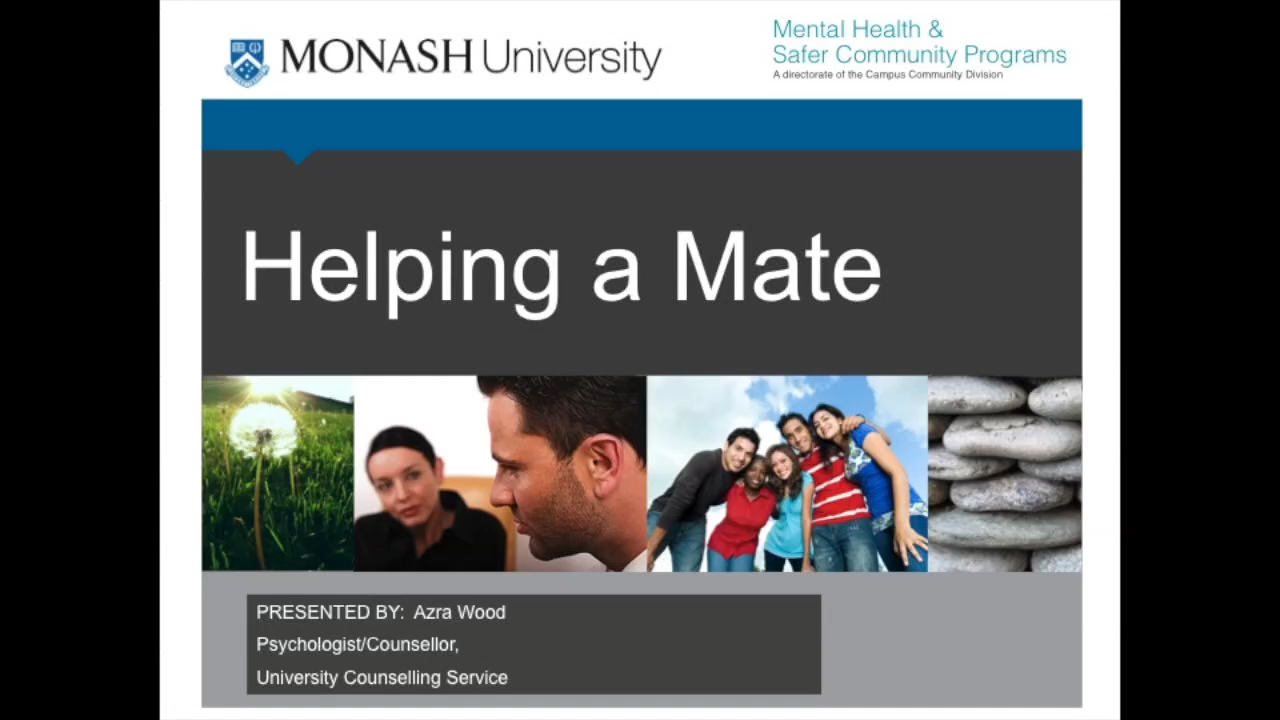 MONASH University
Mental Health &
Safer Community Programs
A directorate of the Campus Community Division
Helping a Mate
PRESENTED BY:  Azra Wood
Psychologist/Counsellor,
University Counselling Service